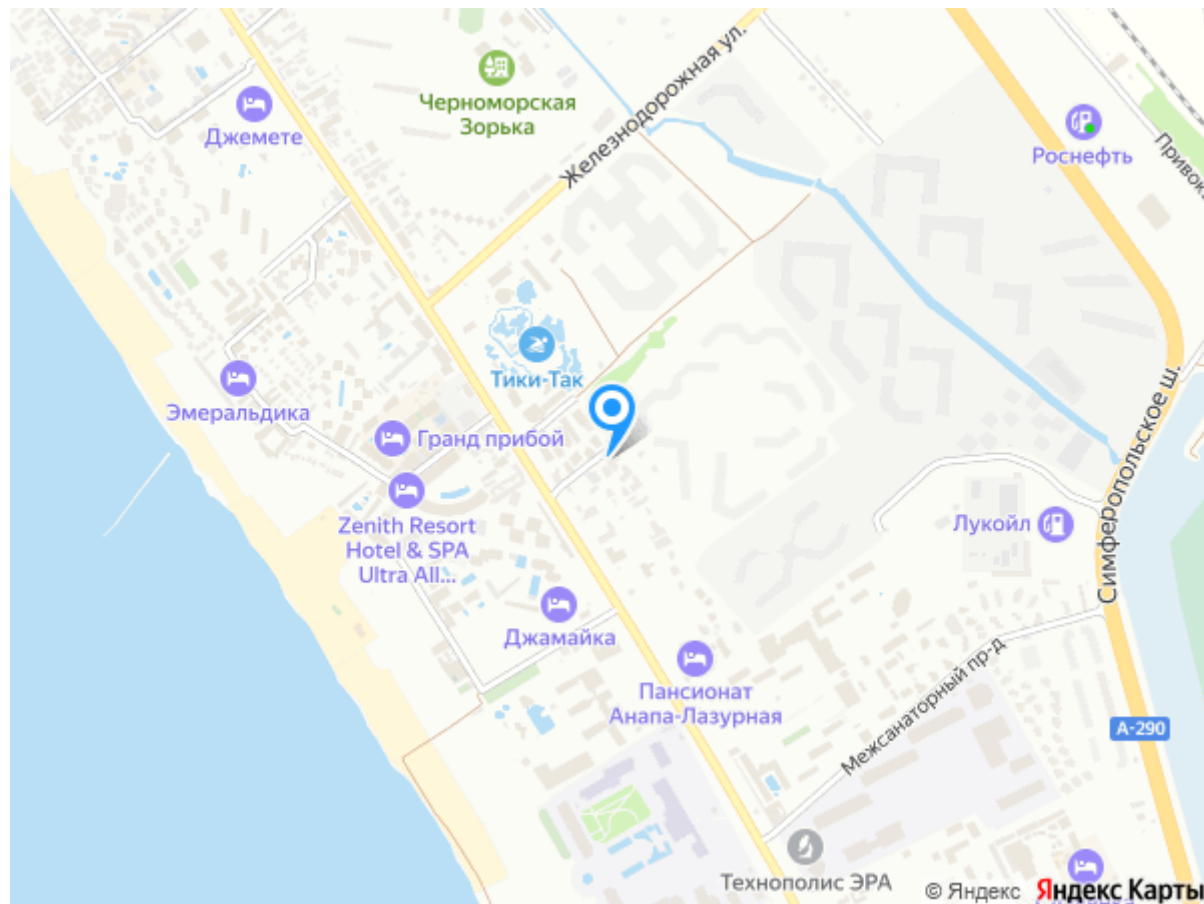 Железнодорожная ул.
Черноморская
Зорька
Джемете
Роснефть
Тики-Так
Эмеральдика
Гранд прибой
Zenith Resort
Hotel & SPA
Ultra All...
Лукойл
Симферопольское ш.
Джамайка
Пансионат
Анапа-Лазурная
Межсанаторный пр-д
А-290
Технополис ЭРА
© Яндекс Яндекс Карты